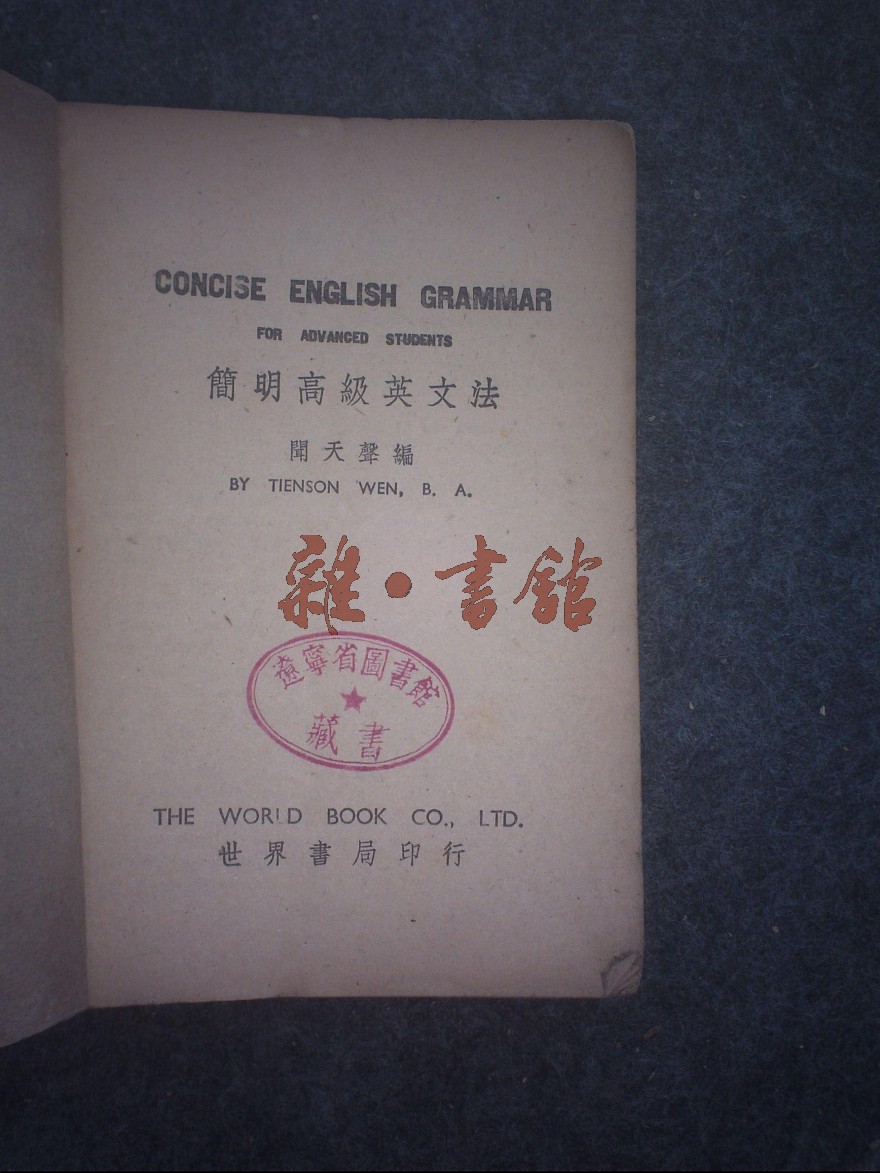 CONCISE ENGLISH GRAMMAR
FOR ADVANCED STUDENTS
簡明高級英文法
聞天聲編
BY TIENSON WEN, B. A.
雜·書館
遼寧省圖書館
藏書
THE WORLD BOOK CO., LTD.
世界書局印行